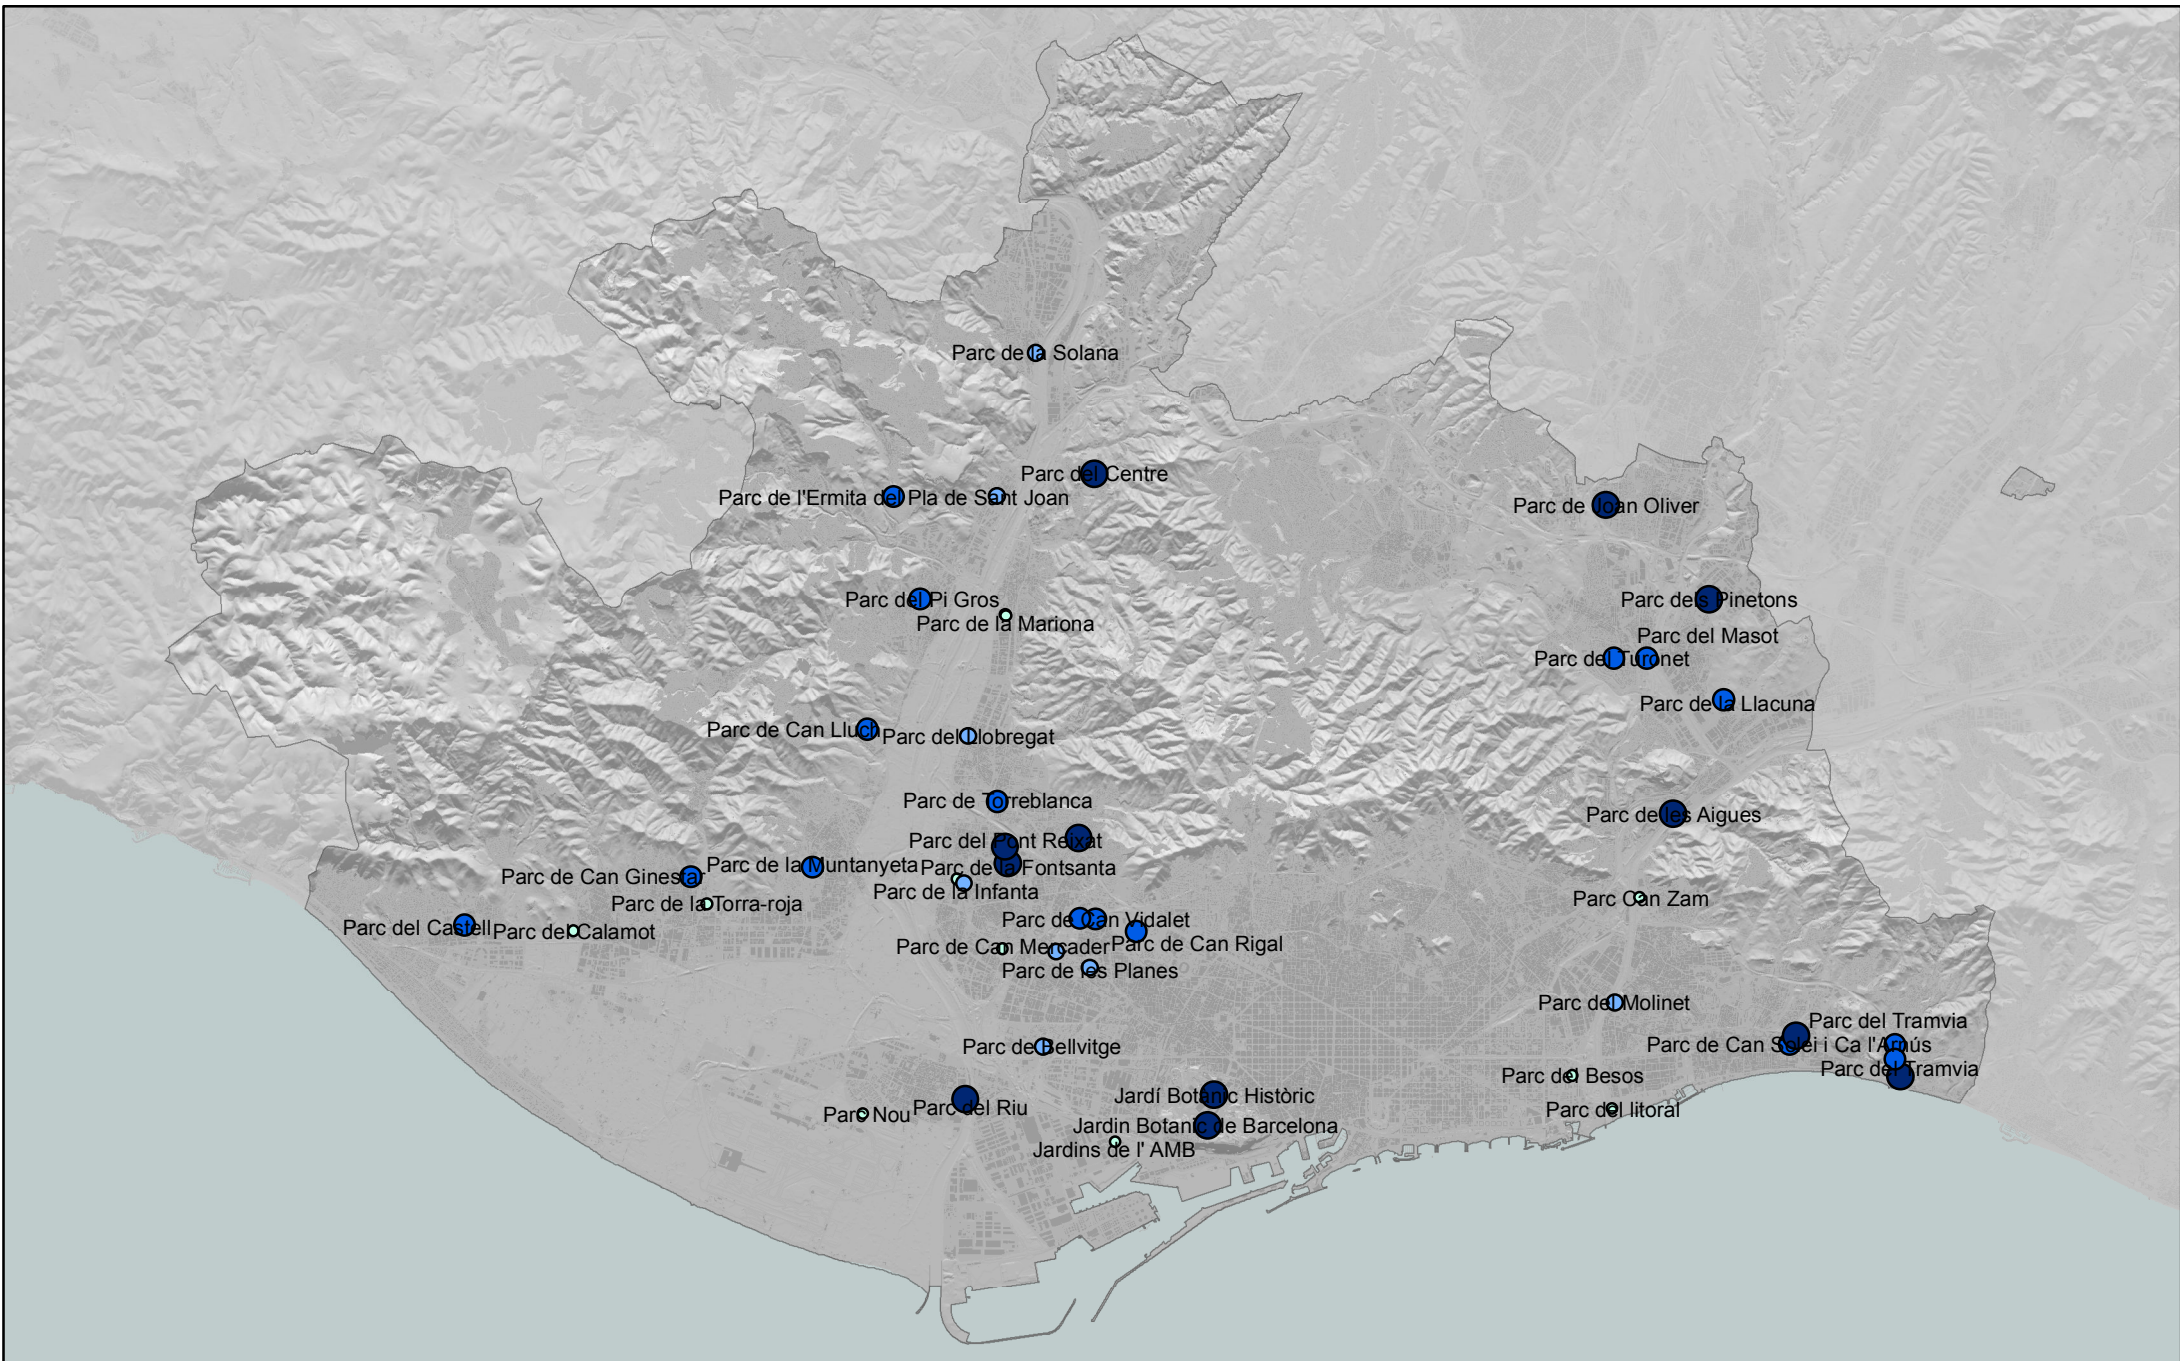 Parc de la Solana
Parc del Centre
Parc de l'Ermita del Pla de Sant Joan
Parc de Joan Oliver
Parc del Pi Gros
Parc dels Pinetons
Parc de la Mariona
Parc del Masot
Parc del Turonet
Parc de la Llacuna
Parc de Can Lluch
Parc del Llobregat
Parc de Torreblanca
Parc de les Aigues
Parc del Pont Reixat
Parc de la Muntanyeta
Parc de la Fontsanta
Parc de Can Ginestar
Parc de la Infanta
Parc Can Zam
Parc de la Torra-roja
Parc de Can Vidalet
Parc del Castell
Parc del Calamot
Parc de Can Mercader
Parc de Can Rigal
Parc de les Planes
Parc del Molinet
Parc del Tramvia
Parc de Can Solei i Ca l'Arnús
Parc de Bellvitge
Parc del Tramvia
Parc del Besos
Jardí Botànic Històric
Parc del Riu
Parc del litoral
Parc Nou
Jardin Botanic de Barcelona
Jardins de l' AMB